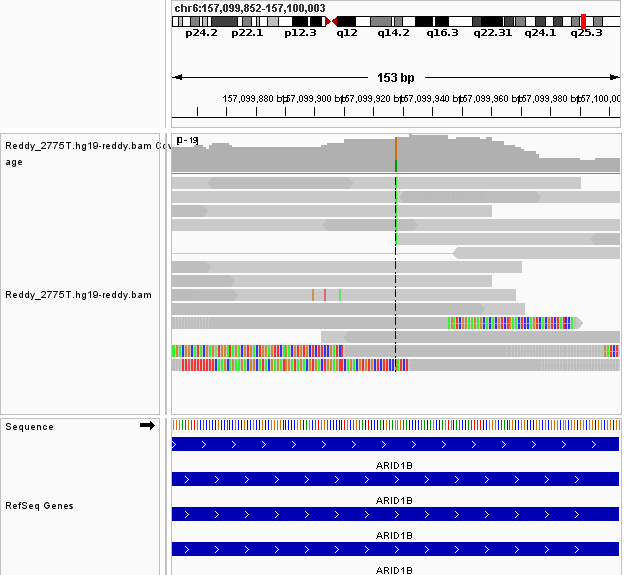 chr6:157,099,852-157,100,003
p24.2 p22.1 p12.3 q12 q14.2 q16.3 q22.31 q24.1 q25.3
153 bp
157,099,880 bp 157,099,900 bp 157,099,920 bp 157,099,940 bp 157,099,960 bp 157,099,980 bp 157,100,00
[0 - 19]
Reddy_2775T.hg19-reddy.bam Cov
age
Reddy_2775T.hg19-reddy.bam
Sequence
ARID1B
ARID1B
RefSeq Genes
ARID1B
ARID1B